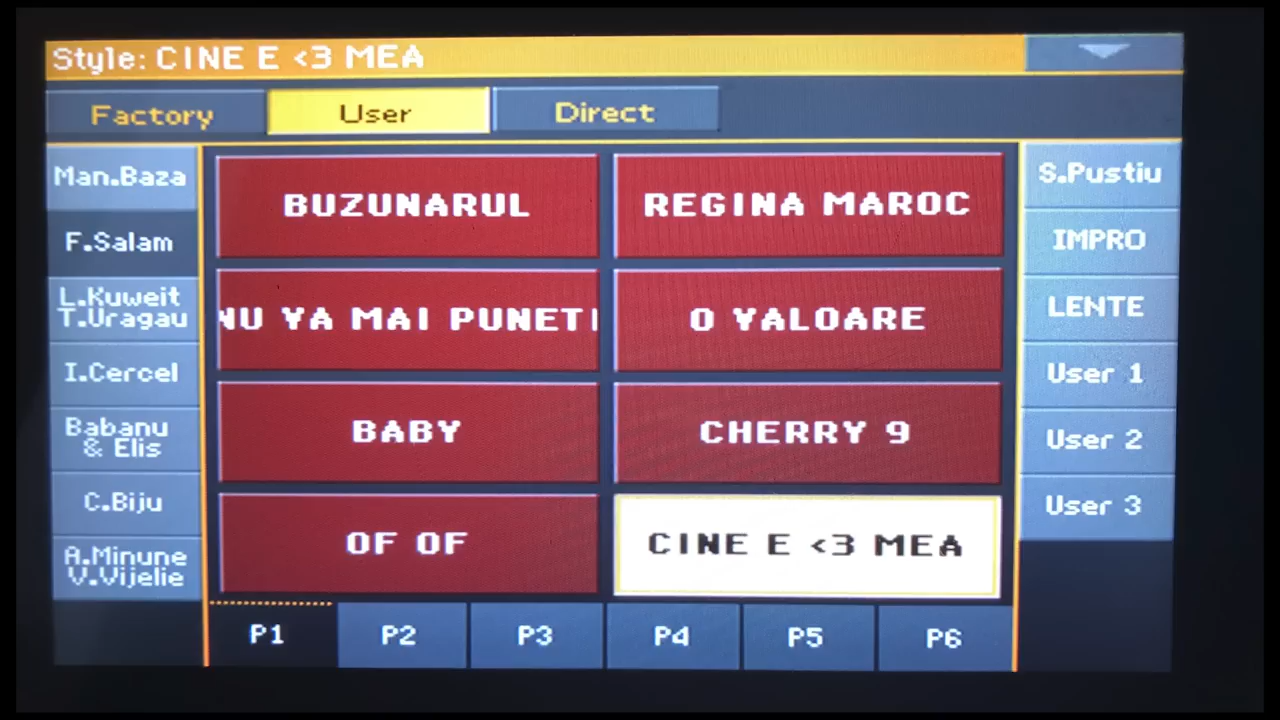 Style: CINE E <3 MEA
Factory
User
Direct
Man.Baza
F.Salam
L.Kuweit
T.Uragau
I.Cercel
Babanu
& Elis
C.Biju
A.Minune
V.Vijelie
BUZUNARUL
REGINA MAROC
NU VA MAI PUNETI
O VALOARE
BABY
CHERRY 9
OF OF
CINE E <3 MEA
S.Pustiu
IMPRO
LENTE
User 1
User 2
User 3
P1
P2
P3
P4
P5
P6